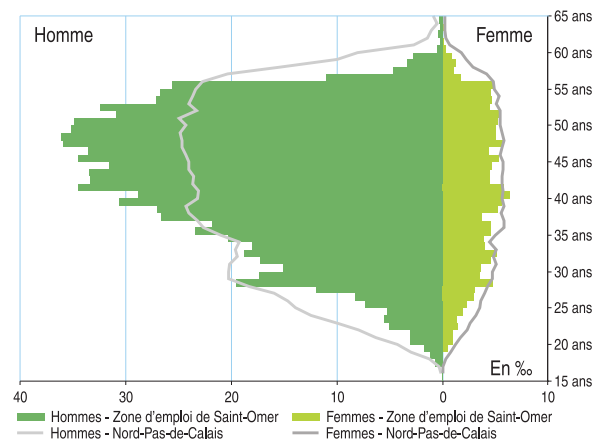 Homme
Femme
65 ans
60 ans
55 ans
50 ans
45 ans
40 ans
35 ans
30 ans
25 ans
20 ans
15 ans
En ‰
40
30
20
10
0
10
Hommes - Zone d'emploi de Saint-Omer
Femmes - Zone d'emploi de Saint-Omer
Hommes - Nord-Pas-de-Calais
Femmes - Nord-Pas-de-Calais